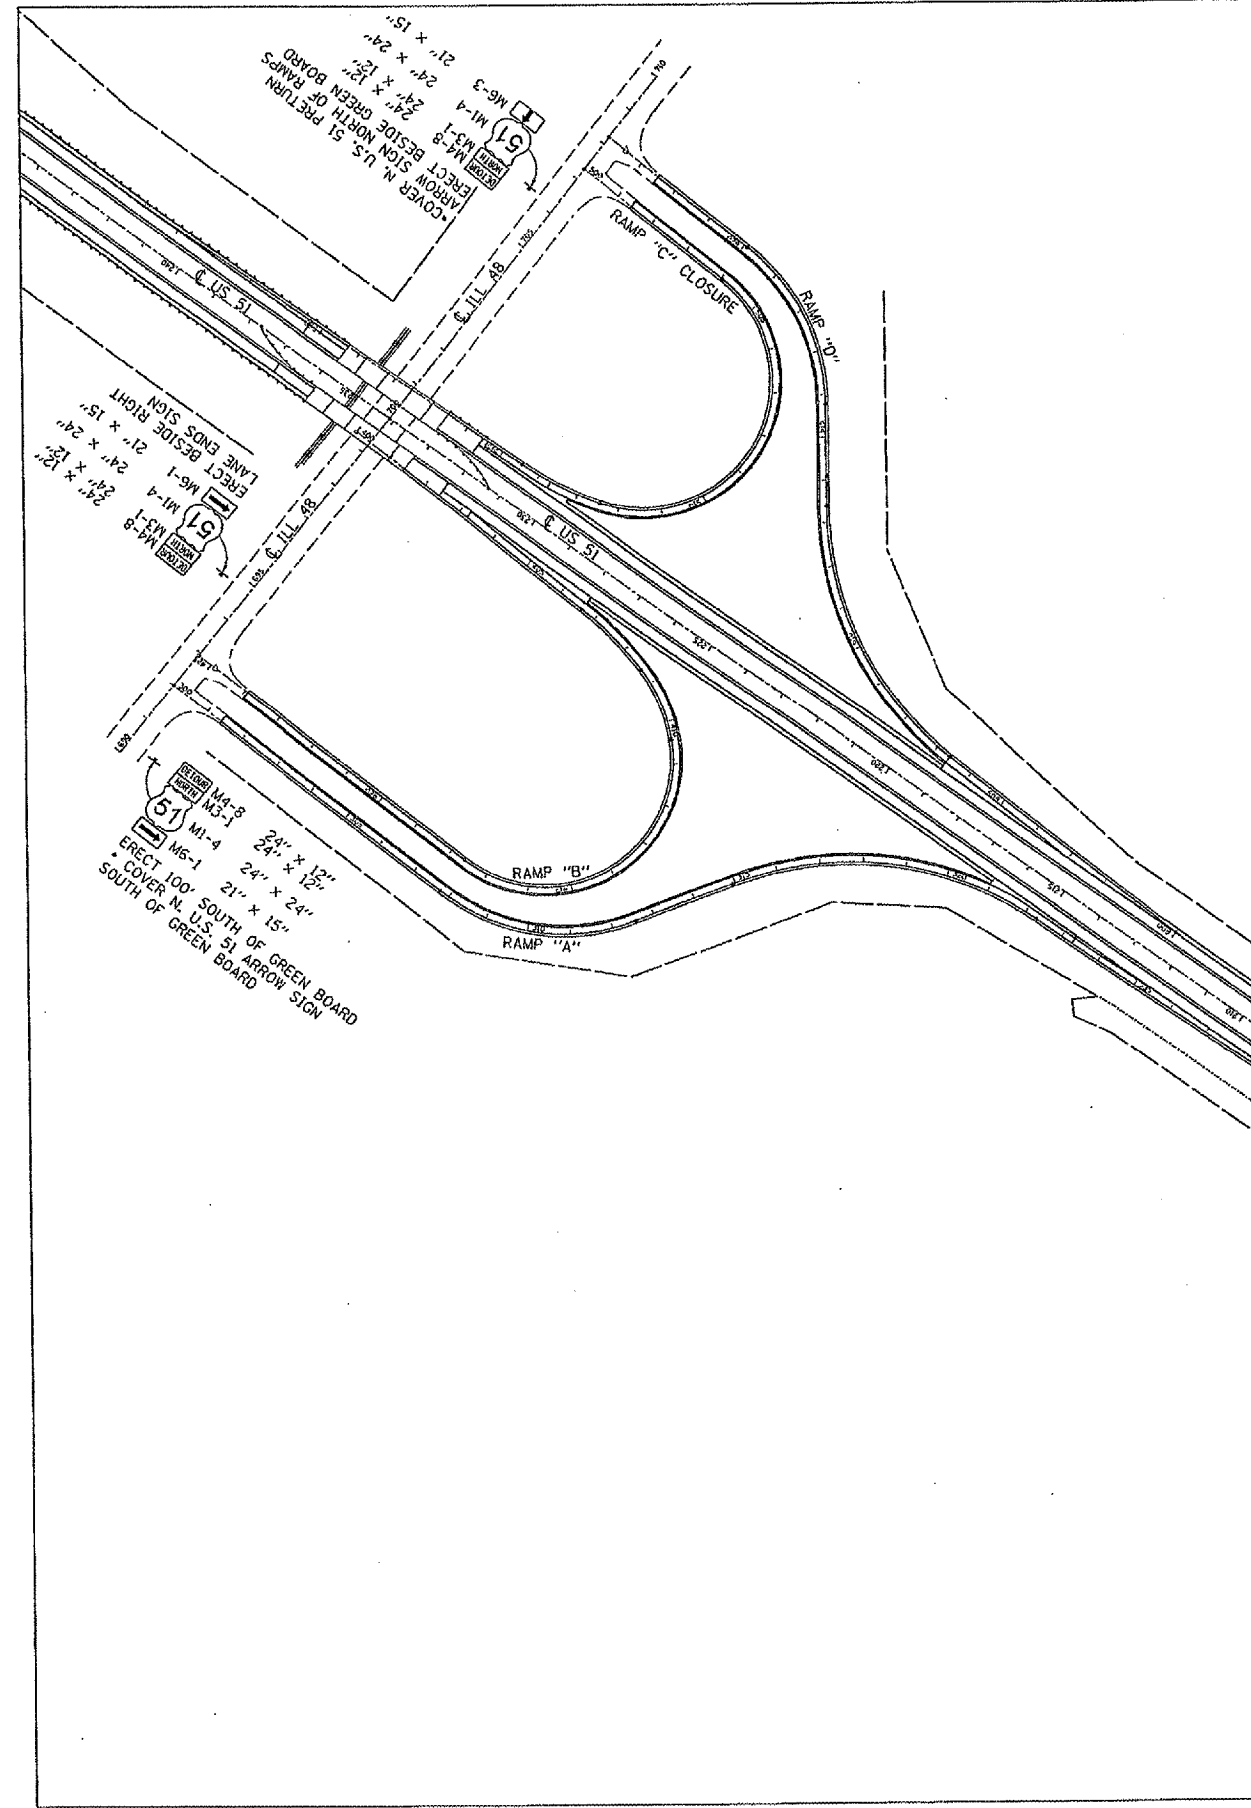 M6-3 21" X 15"
51
M1-4 24" X 24"
DETOUR
NORTH
M3-1 24" X 12"
M4-8 24" X 12"
ERECT BESIDE GREEN BOARD
ARROW SIGN NORTH OF RAMPS
*COVER N. U.S. 51 PRETURN
RAMP "C" CLOSURE
RAMP "D"
℄ ILL 48
℄ US 51
℄ US 51
℄ ILL 48
DETOUR
NORTH
51
M4-8 24" X 12"
M3-1 24" X 12"
M1-4 24" X 24"
M6-1 21" X 15"
ERECT BESIDE RIGHT
LANE ENDS SIGN
DETOUR
NORTH
51
M4-8 24" X 12"
M3-1 24" X 12"
M1-4 24" X 24"
M6-1 21" X 15"
ERECT 100' SOUTH OF GREEN BOARD
* COVER N. U.S. 51 ARROW SIGN
SOUTH OF GREEN BOARD
RAMP "B"
RAMP "A"